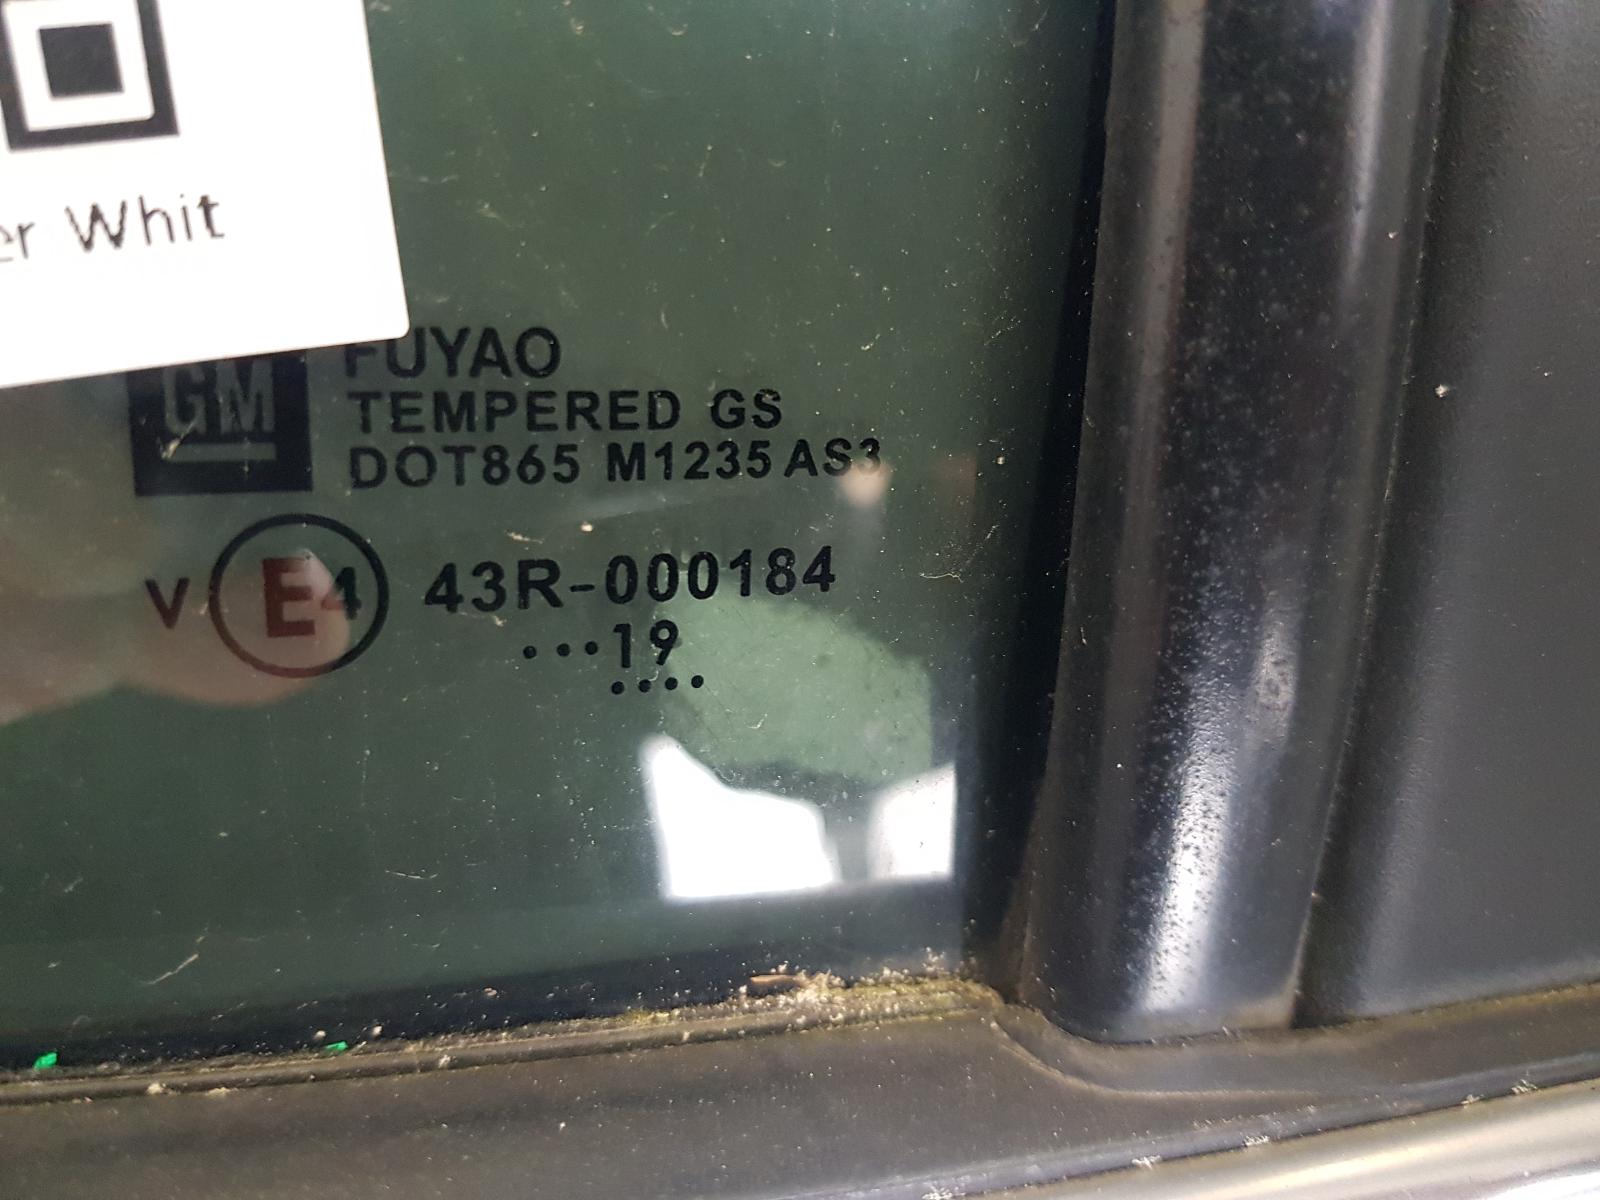 er Whit
GM
FUYAO
TEMPERED GS
DOT865 M1235 AS3
V E4 43R-000184
...19
....